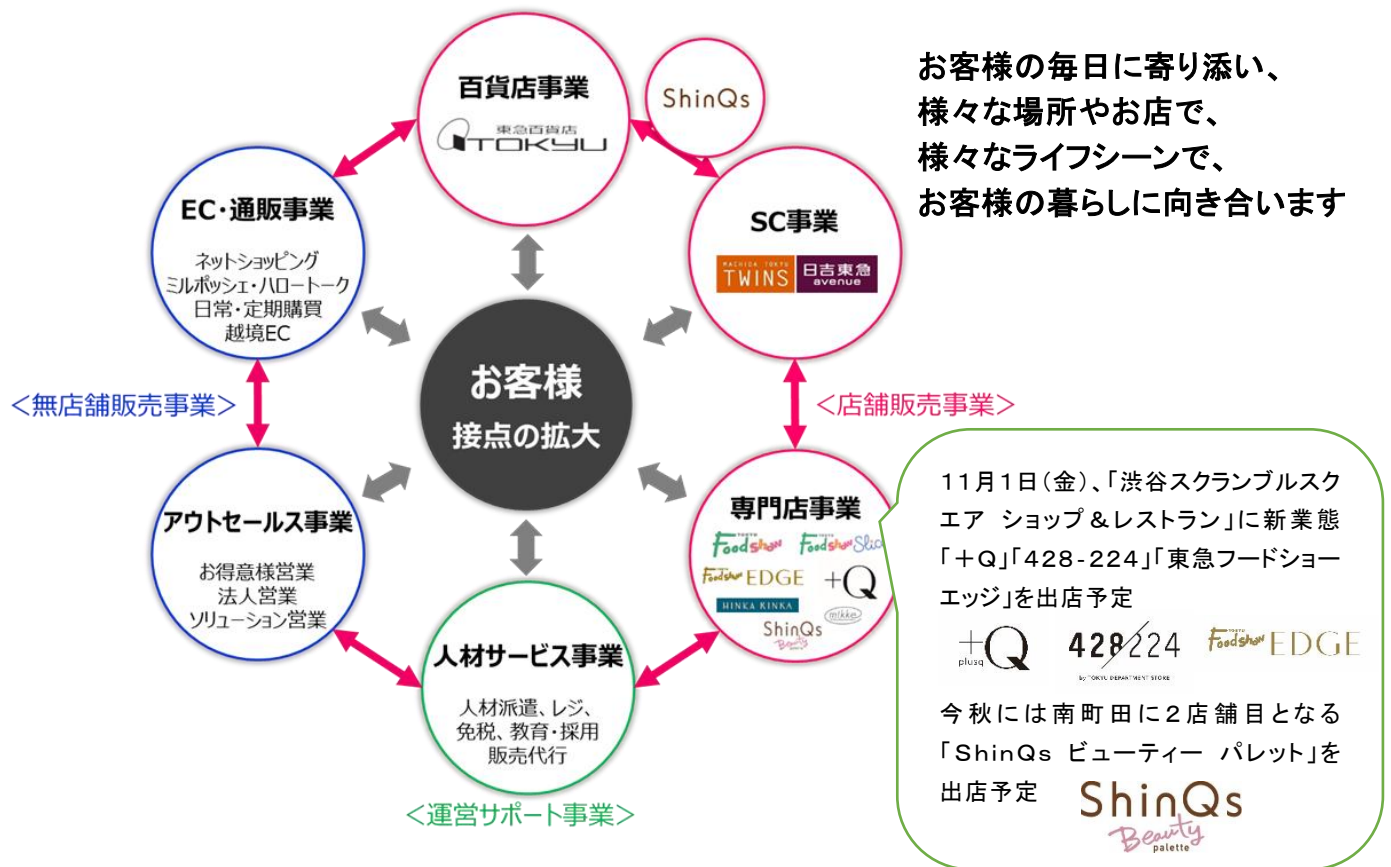 お客様の毎日に寄り添い、
様々な場所やお店で、
様々なライフシーンで、
お客様の暮らしに向き合います
百貨店事業
東急百貨店
TOKYU
ShinQs
EC・通販事業
ネットショッピング
ミルポッシェ・ハロートーク
日常・定期購買
越境EC
SC事業
MACHIDA TOKYU
TWINS
日吉東急
avenue
お客様
接点の拡大
<無店舗販売事業>
<店舗販売事業>
アウトセールス事業
お得意様営業
法人営業
ソリューション営業
専門店事業
TOKYU
Foodshow
TOKYU
Foodshow Slice
TOKYU
Foodshow EDGE
+Q
HINKA RINKA
mikke
ShinQs
Beauty
palette
人材サービス事業
人材派遣、レジ、
免税、教育・採用
販売代行
<運営サポート事業>
11月1日(金)、「渋谷スクランブルスク
エア ショップ&レストラン」に新業態
「+Q」「428-224」「東急フードショー
エッジ」を出店予定
+Q
plusq
428/224
by TOKYU DEPARTMENT STORE
TOKYU
Foodshow EDGE
今秋には南町田に2店舗目となる
「ShinQs ビューティー パレット」を
出店予定
ShinQs
Beauty
palette